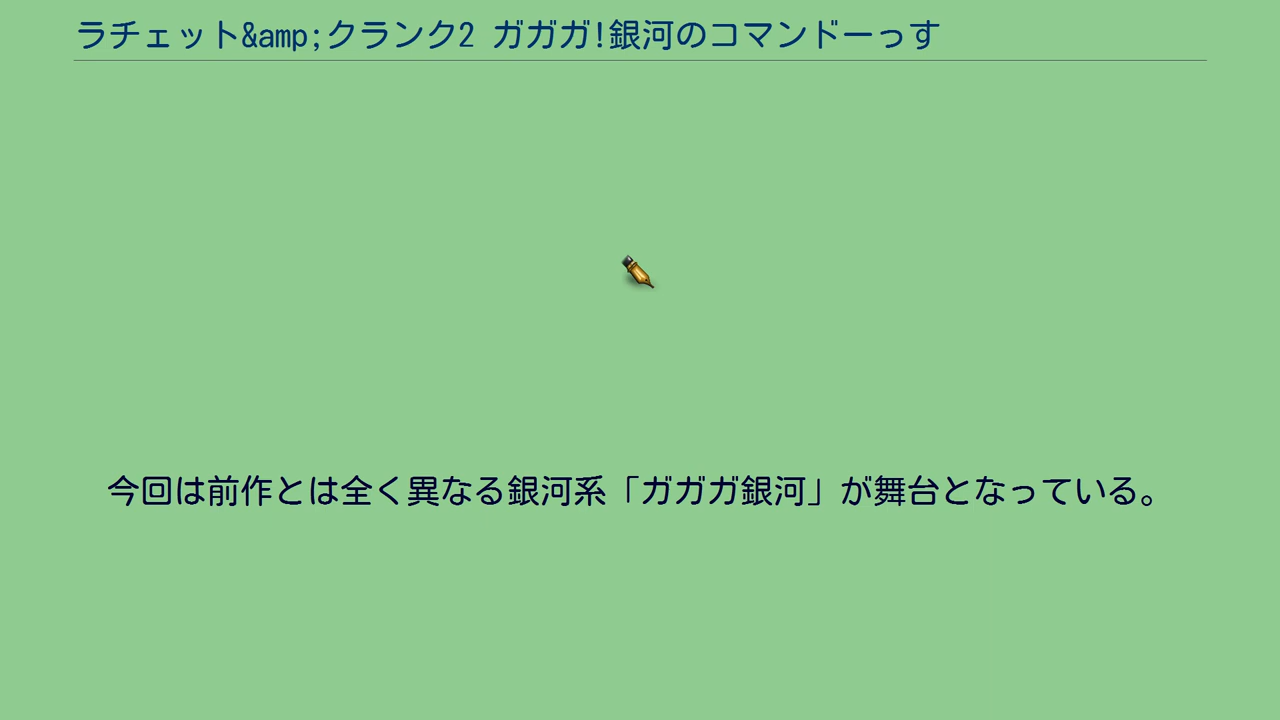 ラチェット&amp;クランク2 ガガガ!銀河のコマンドーっす
今回は前作とは全く異なる銀河系「ガガガ銀河」が舞台となっている。